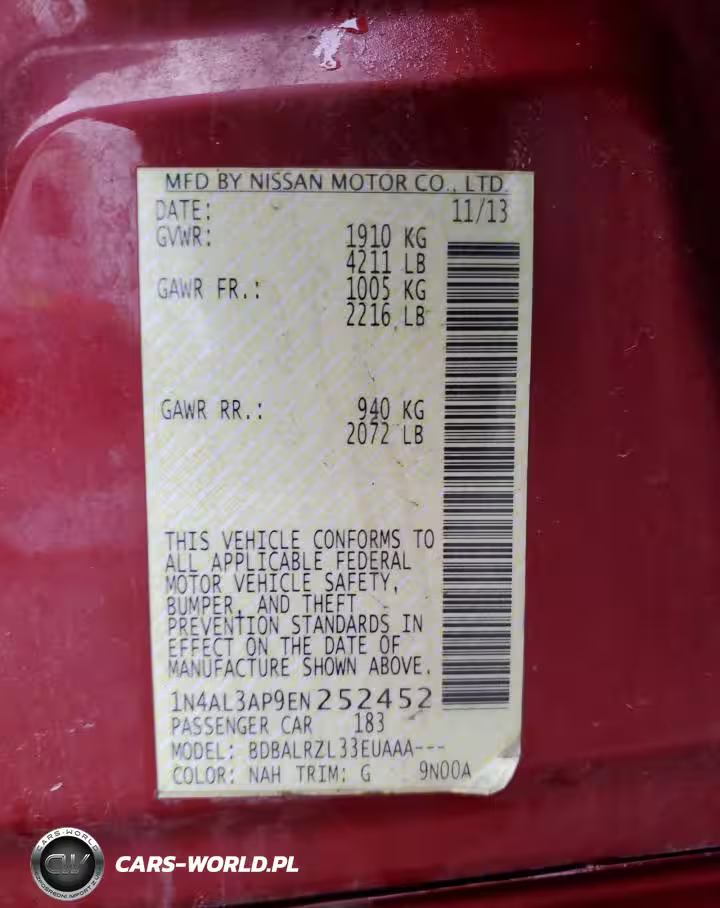 MFD BY NISSAN MOTOR CO., LTD.
DATE: 11/13
GVWR: 1910 KG
4211 LB
GAWR FR.: 1005 KG
2216 LB
GAWR RR.: 940 KG
2072 LB
THIS VEHICLE CONFORMS TO
ALL APPLICABLE FEDERAL
MOTOR VEHICLE SAFETY,
BUMPER, AND THEFT
PREVENTION STANDARDS IN
EFFECT ON THE DATE OF
MANUFACTURE SHOWN ABOVE.
1N4AL3AP9EN252452
PASSENGER CAR 183
MODEL: BDBALRZL33EUAAA---
COLOR: NAH TRIM: G 9N00A
CARS-WORLD
CW
CARS-WORLD.PL